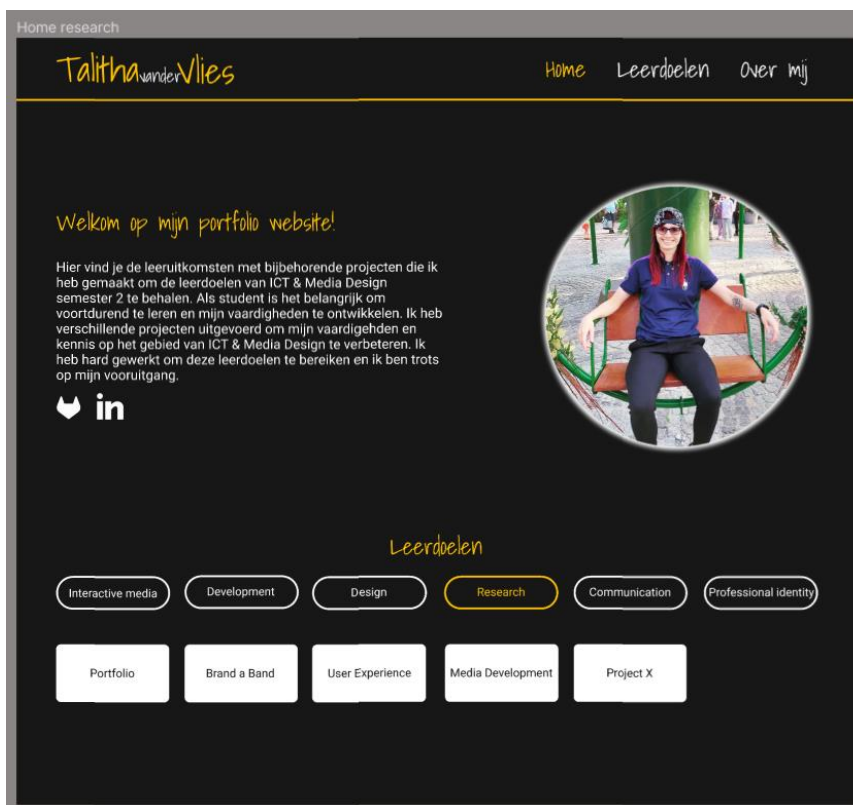 Home research
Talitha van der Vlies
Home Leerdoelen Over mij
Welkom op mijn portfolio website!
Hier vind je de leeruitkomsten met bijbehorende projecten die ik
heb gemaakt om de leerdoelen van ICT & Media Design
semester 2 te behalen. Als student is het belangrijk om
voortdurend te leren en mijn vaardigheden te ontwikkelen. Ik heb
verschillende projecten uitgevoerd om mijn vaardigehden en
kennis op het gebied van ICT & Media Design te verbeteren. Ik
heb hard gewerkt om deze leerdoelen te bereiken en ik ben trots
op mijn vooruitgang.
in
Leerdoelen
Interactive media Development Design Research Communication Professional identity
Portfolio Brand a Band User Experience Media Development Project X